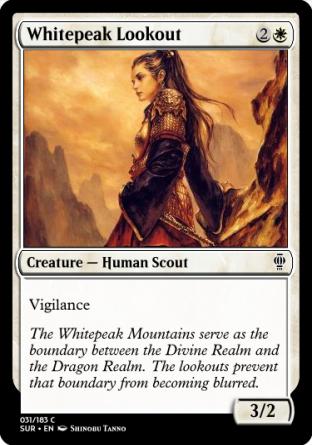 Whitepeak Lookout 2
Creature — Human Scout
Vigilance
The Whitepeak Mountains serve as the
boundary between the Divine Realm and
the Dragon Realm. The lookouts prevent
that boundary from becoming blurred.
3/2
031/183 C
SUR • EN Shinobu Tanno